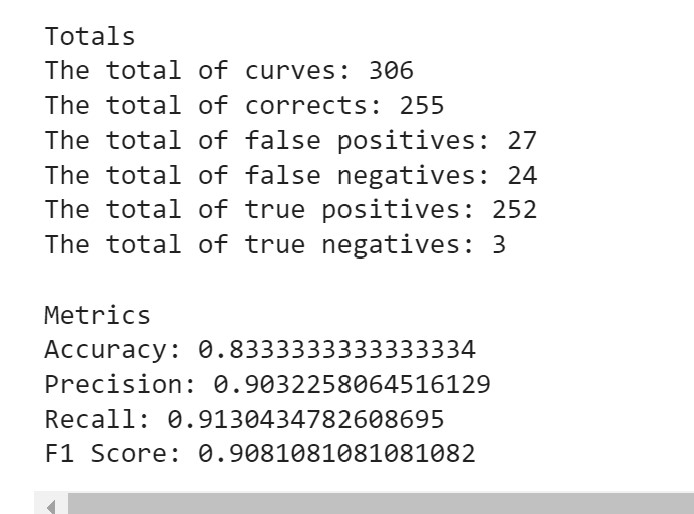 Totals
The total of curves: 306
The total of corrects: 255
The total of false positives: 27
The total of false negatives: 24
The total of true positives: 252
The total of true negatives: 3
Metrics
Accuracy: 0.8333333333333334
Precision: 0.9032258064516129
Recall: 0.9130434782608695
F1 Score: 0.9081081081081082